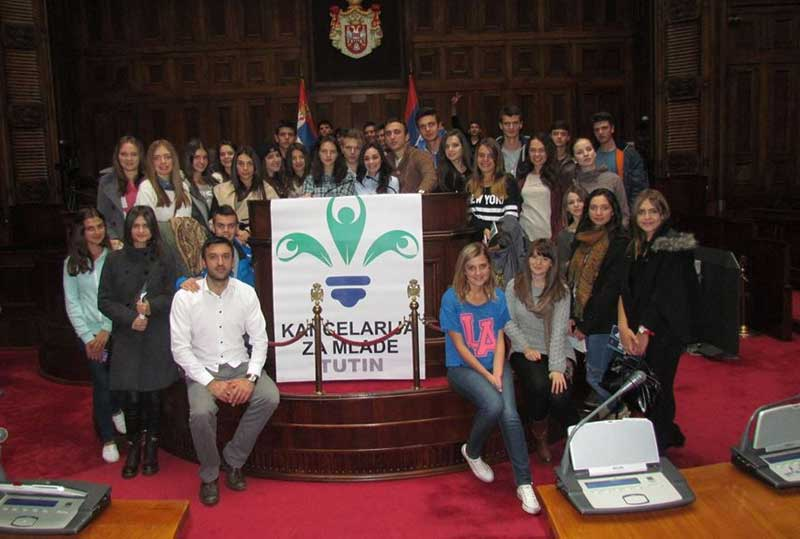 KANCELARIJA
ZA MLADE
TUTIN
NEW YORK
LA